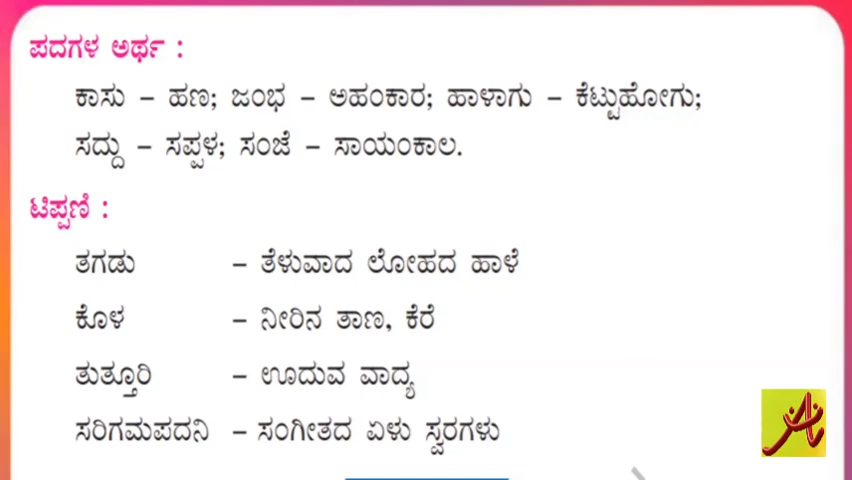 ಪದಗಳ ಅರ್ಥ :
ಕಾಸು – ಹಣ; ಜಂಭ – ಅಹಂಕಾರ; ಹಾಳಾಗು – ಕೆಟ್ಟುಹೋಗು;
ಸದ್ದು – ಸಪ್ಪಳ; ಸಂಜೆ – ಸಾಯಂಕಾಲ.
ಟಿಪ್ಪಣಿ :
ತಗಡು – ತೆಳುವಾದ ಲೋಹದ ಹಾಳೆ
ಕೊಳ – ನೀರಿನ ತಾಣ, ಕೆರೆ
ತುತ್ತೂರಿ – ಊದುವ ವಾದ್ಯ
ಸರಿಗಮಪದನಿ – ಸಂಗೀತದ ಏಳು ಸ್ವರಗಳು